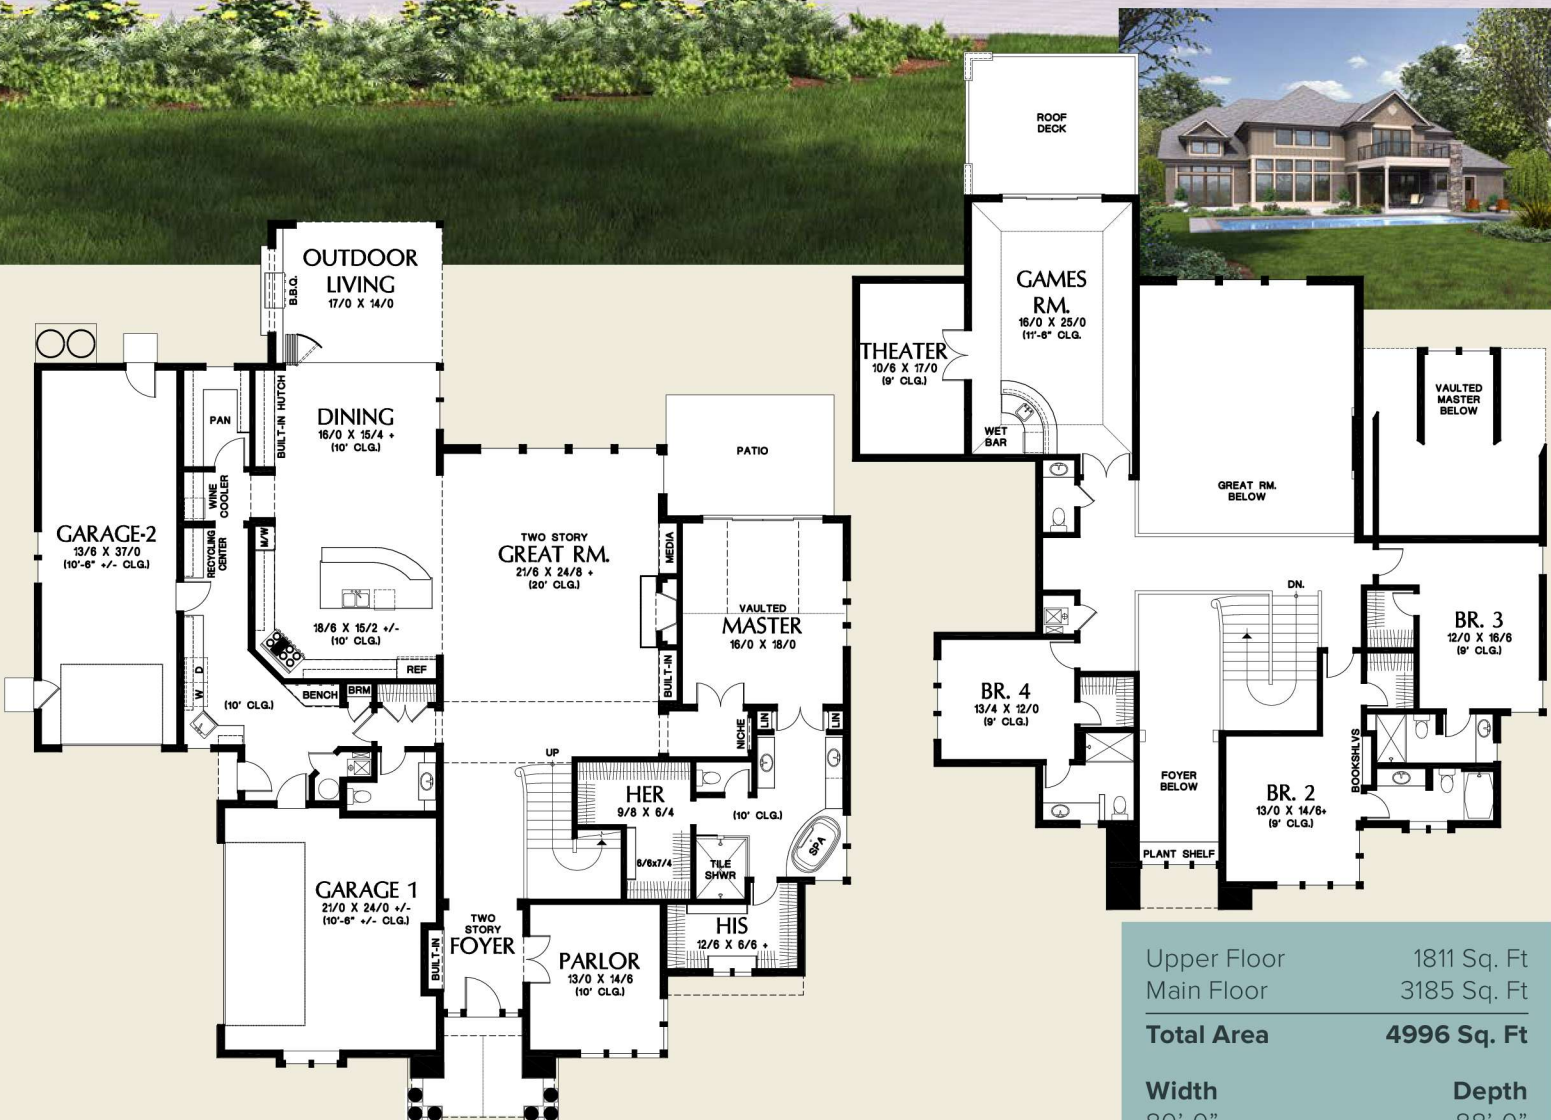 OUTDOOR
LIVING
17/0 X 14/0
B.B.Q.
PAN
BUILT-IN HUTCH
DINING
16/0 X 15/4 +
(10' CLG.)
WINE
COOLER
GARAGE-2
13/6 X 37/0
(10'-6" +/- CLG.)
RECYCLING
CENTER
M/W
18/6 X 15/2 +/-
(10' CLG.)
REF
W D
BENCH
BRM
(10' CLG.)
TWO STORY
GREAT RM.
21/6 X 24/8 +
(20' CLG.)
MEDIA
BUILT-IN
PATIO
VAULTED
MASTER
16/0 X 18/0
NICHE
LIN
LIN
UP
HER
9/8 X 6/4
6/6x7/4
(10' CLG.)
TILE
SHWR
SPA
HIS
12/6 X 6/6 +
GARAGE 1
21/0 X 24/0 +/-
(10'-6" +/- CLG.)
BUILT-IN
TWO
STORY
FOYER
PARLOR
13/0 X 14/6
(10' CLG.)
ROOF
DECK
GAMES
RM.
16/0 X 25/0
(11'-6" CLG.
THEATER
10/6 X 17/0
(9' CLG.)
WET
BAR
GREAT RM.
BELOW
VAULTED
MASTER
BELOW
DN.
BR. 3
12/0 X 16/6
(9' CLG.)
BR. 4
13/4 X 12/0
(9' CLG.)
FOYER
BELOW
PLANT SHELF
BOOKSHLVS
BR. 2
13/0 X 14/6+
(9' CLG.)
Upper Floor 1811 Sq. Ft
Main Floor 3185 Sq. Ft
Total Area 4996 Sq. Ft
Width Depth